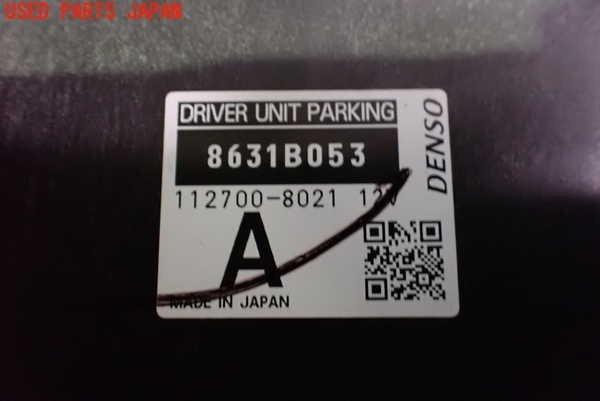 USED PARTS JAPAN
DRIVER UNIT PARKING
8631B053
112700-8021 12V
A
MADE IN JAPAN
DENSO